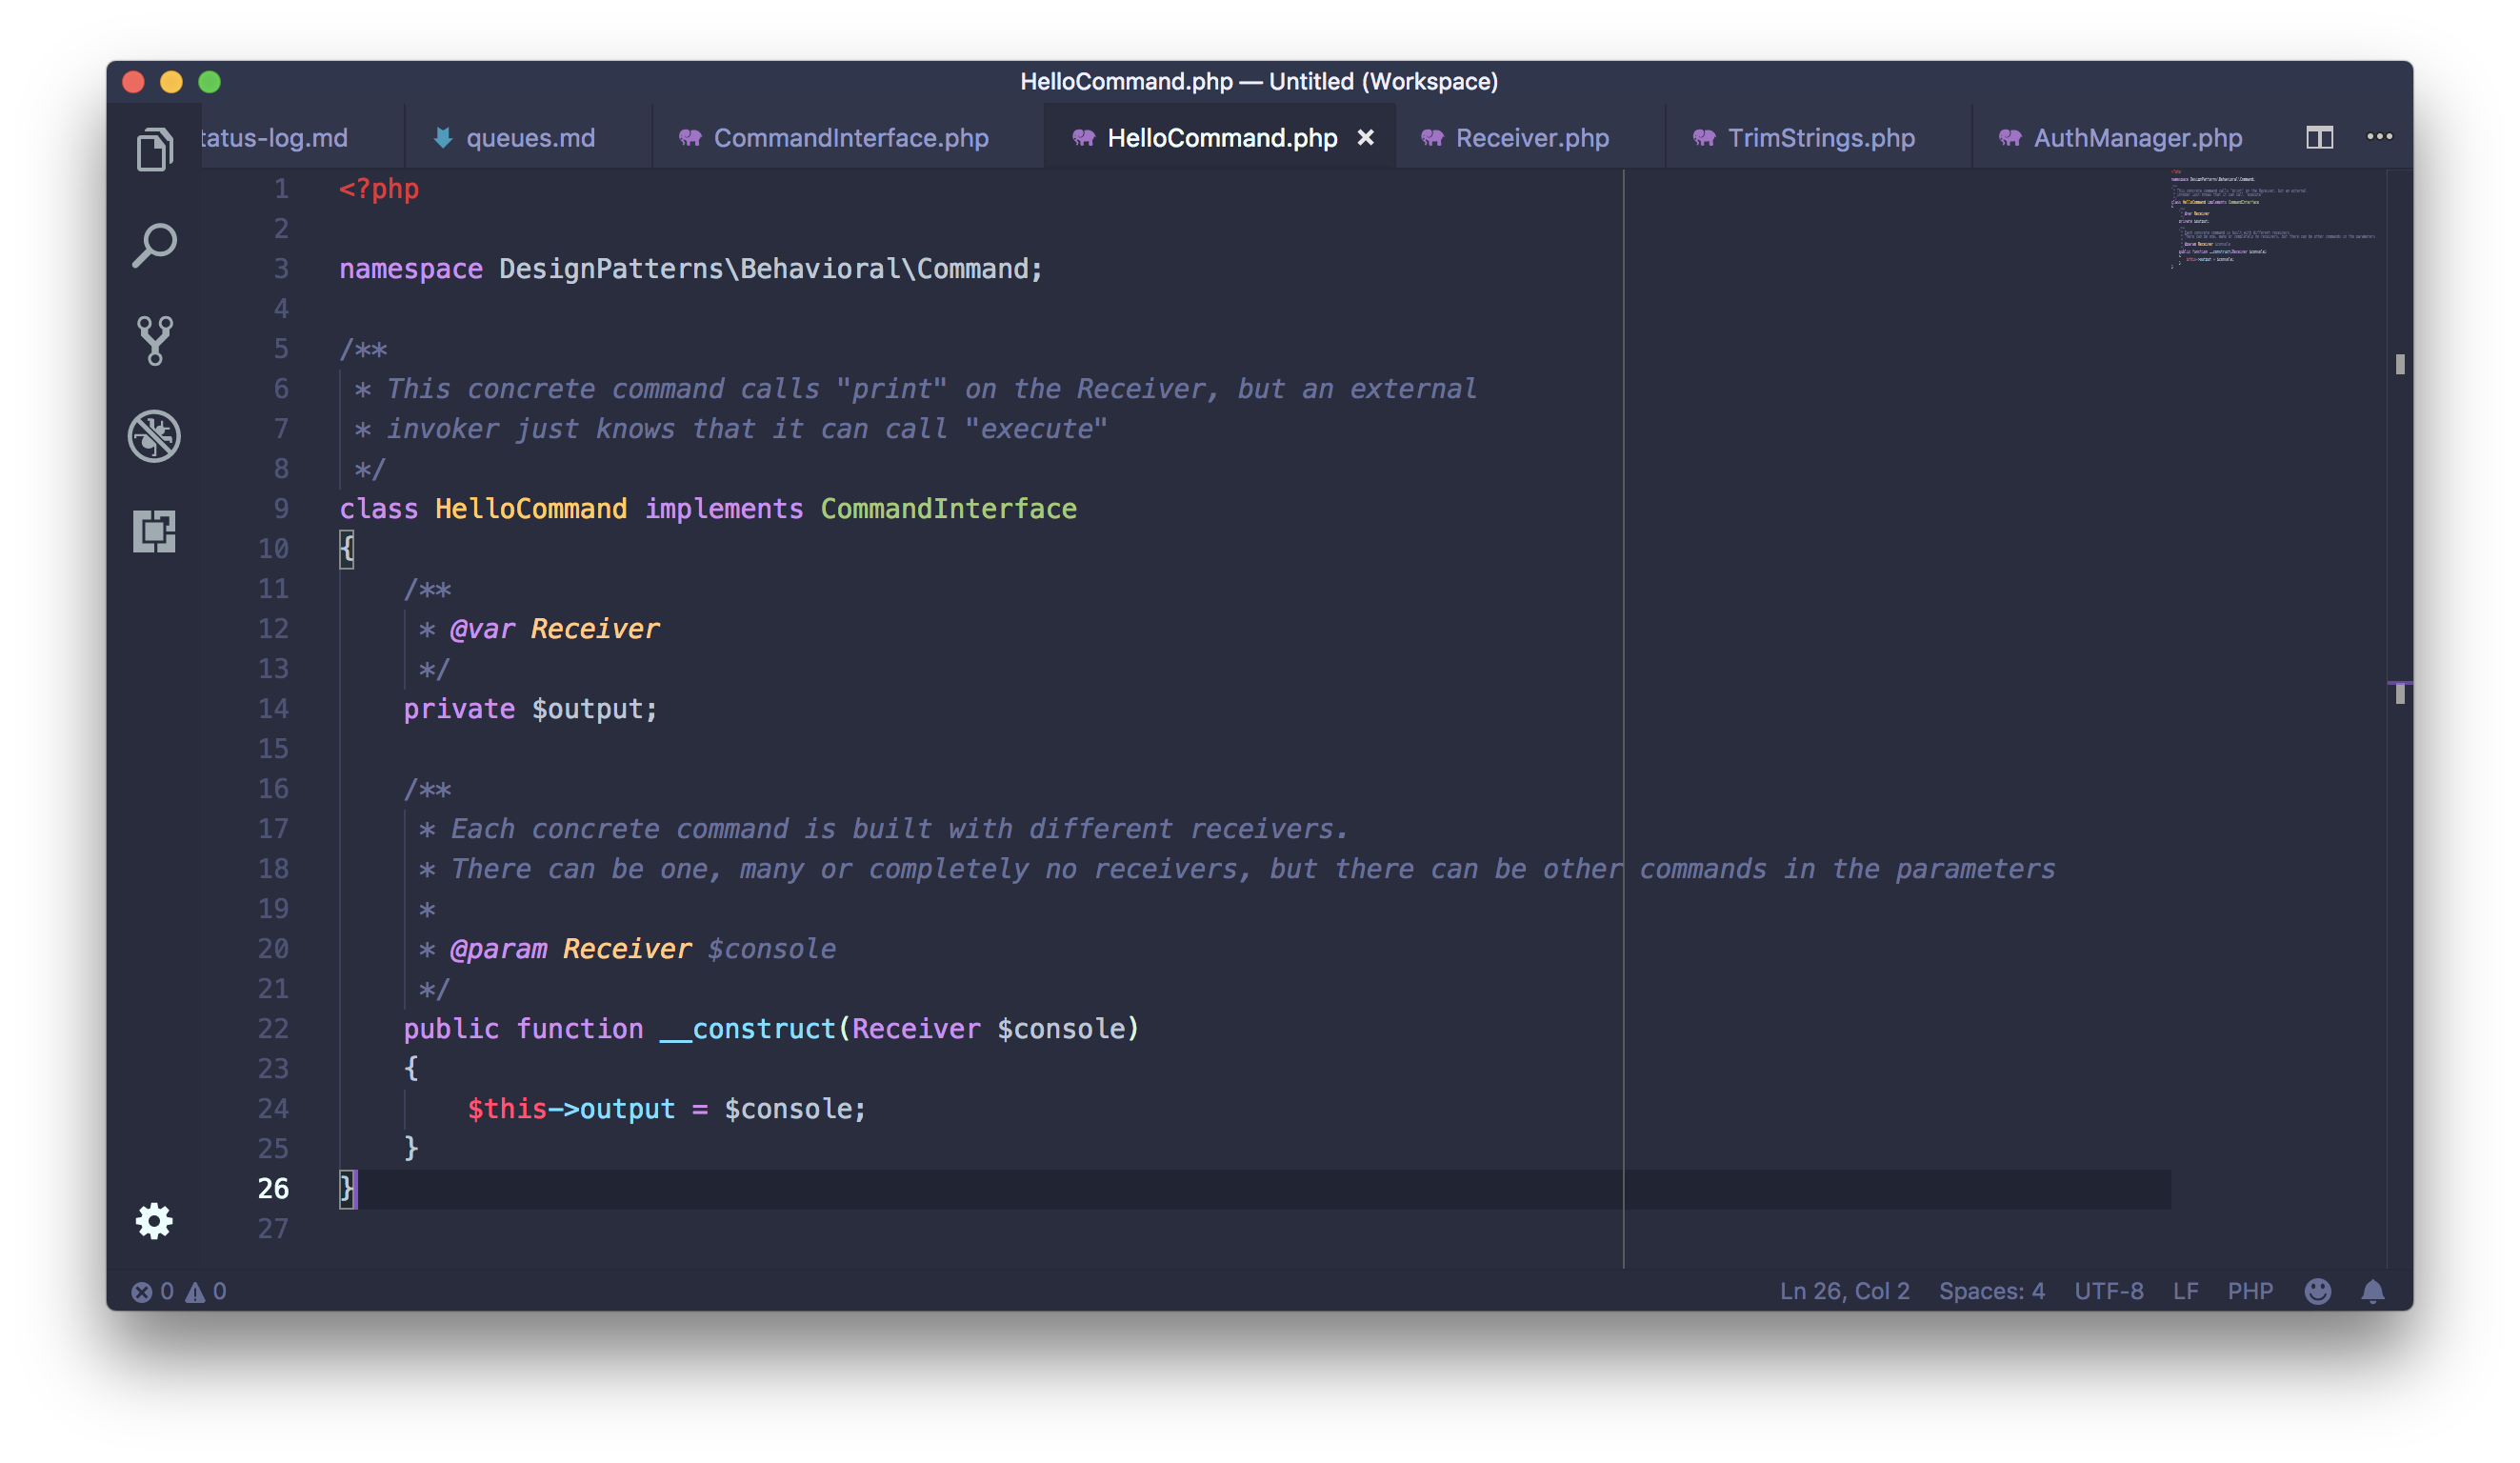 HelloCommand.php — Untitled (Workspace)
tatus-log.md queues.md CommandInterface.php HelloCommand.php Receiver.php TrimStrings.php AuthManager.php
1 <?php
2
3 namespace DesignPatterns\Behavioral\Command;
4
5 /**
6  * This concrete command calls "print" on the Receiver, but an external
7  * invoker just knows that it can call "execute"
8  */
9 class HelloCommand implements CommandInterface
10 {
11     /**
12      * @var Receiver
13      */
14     private $output;
15
16     /**
17      * Each concrete command is built with different receivers.
18      * There can be one, many or completely no receivers, but there can be other commands in the parameters
19      *
20      * @param Receiver $console
21      */
22     public function __construct(Receiver $console)
23     {
24         $this->output = $console;
25     }
26 }
27
0 0 Ln 26, Col 2 Spaces: 4 UTF-8 LF PHP